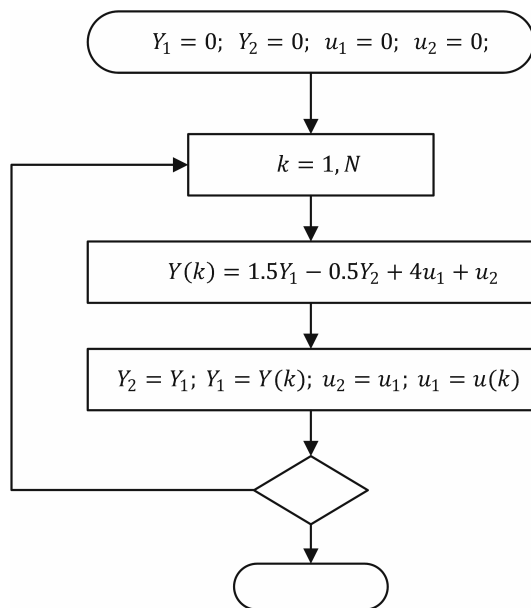 Y₁ = 0; Y₂ = 0; u₁ = 0; u₂ = 0;
k = 1, N
Y(k) = 1.5Y₁ − 0.5Y₂ + 4u₁ + u₂
Y₂ = Y₁; Y₁ = Y(k); u₂ = u₁; u₁ = u(k)